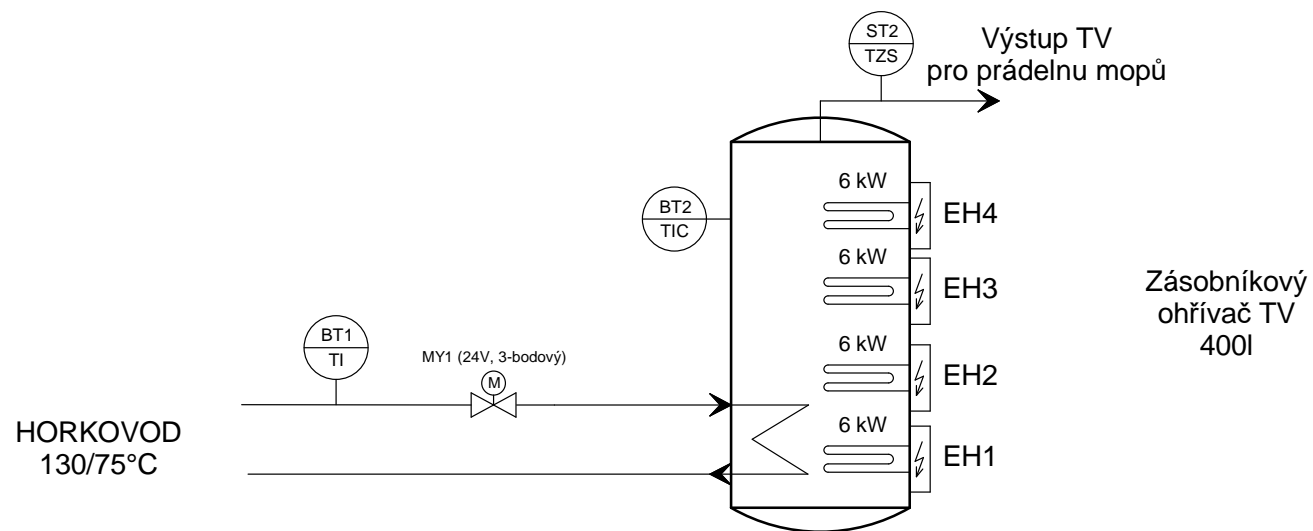 ST2
TZS
Výstup TV
pro prádelnu mopů
6 kW
EH4
BT2
TIC
6 kW
EH3
Zásobníkový
ohřívač TV
400l
BT1
TI
MY1 (24V, 3-bodový)
M
6 kW
EH2
HORKOVOD
130/75°C
6 kW
EH1